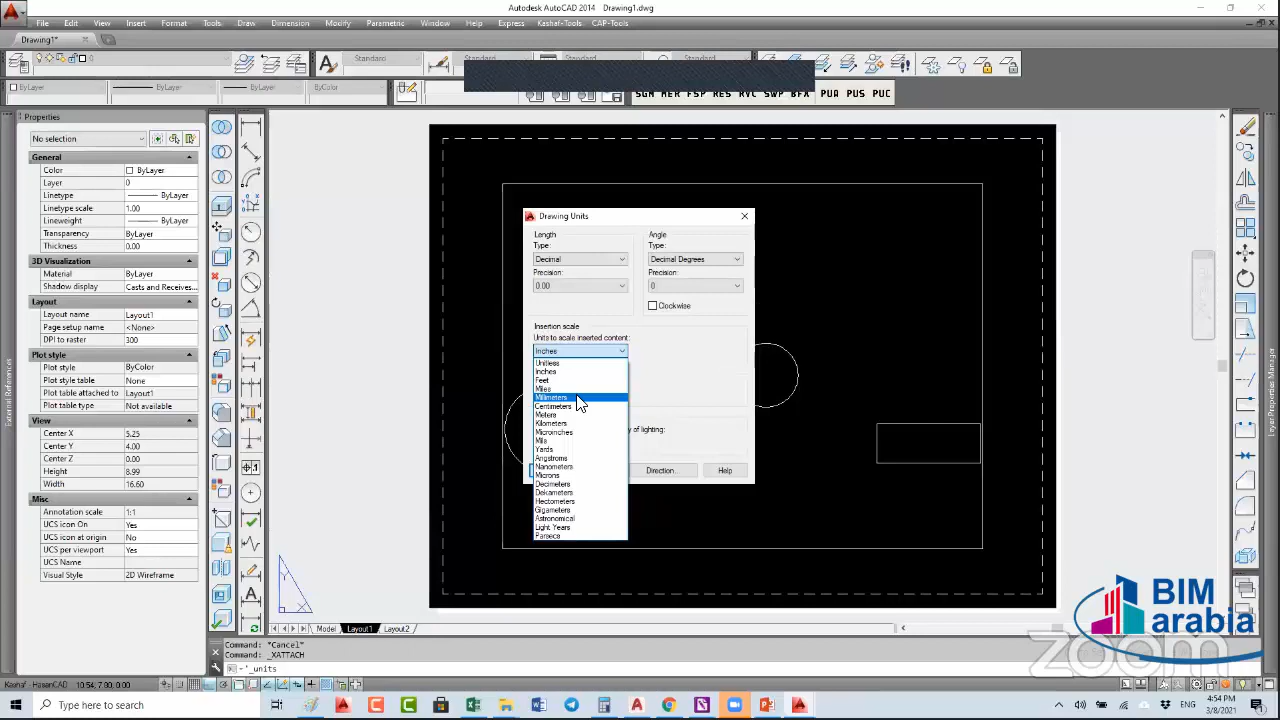 Autodesk AutoCAD 2014 Drawing1.dwg
File Edit View Insert Format Tools Draw Dimension Modify Parametric Window Help Express Kashaf-Tools CAP-Tools
Drawing1*
0 Standard Standard Standard
ByLayer ByLayer ByLayer ByColor
SGN MER FSP RES RVC SWP BFX PUA PUS PUC
Properties
No selection
General
Color ByLayer
Layer 0
Linetype ByLayer
Linetype scale 1.00
Lineweight ByLayer
Transparency ByLayer
Thickness 0.00
3D Visualization
Material ByLayer
Shadow display Casts and Receives...
Layout
Layout name Layout1
Page setup name <None>
DPI to raster 300
Plot style
Plot style ByColor
Plot style table None
Plot table attached to Layout1
Plot table type Not available
View
Center X 5.25
Center Y 4.00
Center Z 0.00
Height 8.99
Width 16.60
Misc
Annotation scale 1:1
UCS icon On Yes
UCS icon at origin No
UCS per viewport Yes
UCS Name
Visual Style 2D Wireframe
External References
Layer Properties Manager
Drawing Units
Length
Type:
Decimal
Precision:
0.00
Angle
Type:
Decimal Degrees
Precision:
0
Clockwise
Insertion scale
Units to scale inserted content:
Inches
Unitless
Inches
Feet
Miles
Millimeters
Centimeters
Meters
Kilometers
Microinches
Mils
Yards
Angstroms
Nanometers
Microns
Decimeters
Dekameters
Hectometers
Gigameters
Astronomical
Light Years
Parsecs
y of lighting:
Direction... Help
Model Layout1 Layout2
Command: *Cancel*
Command: _XATTACH
'_units
10.54, 7.00, 0.00
BIM
arabia
zoom
Type here to search
4:54 PM
3/8/2021